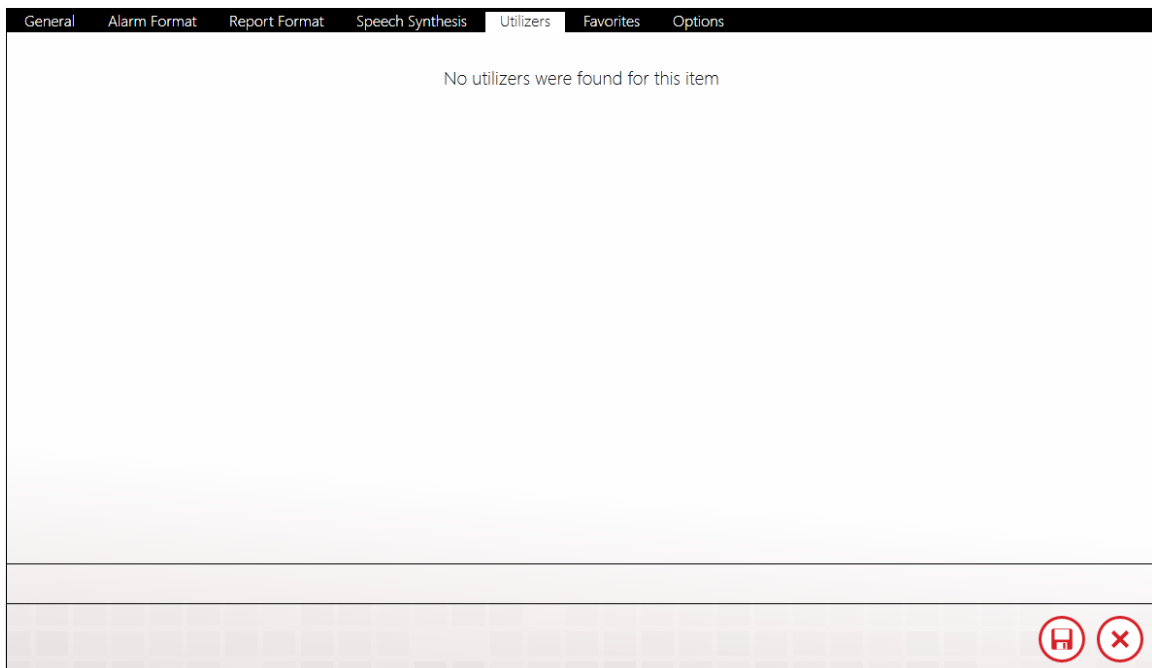 General Alarm Format Report Format Speech Synthesis Utilizers Favorites Options
No utilizers were found for this item